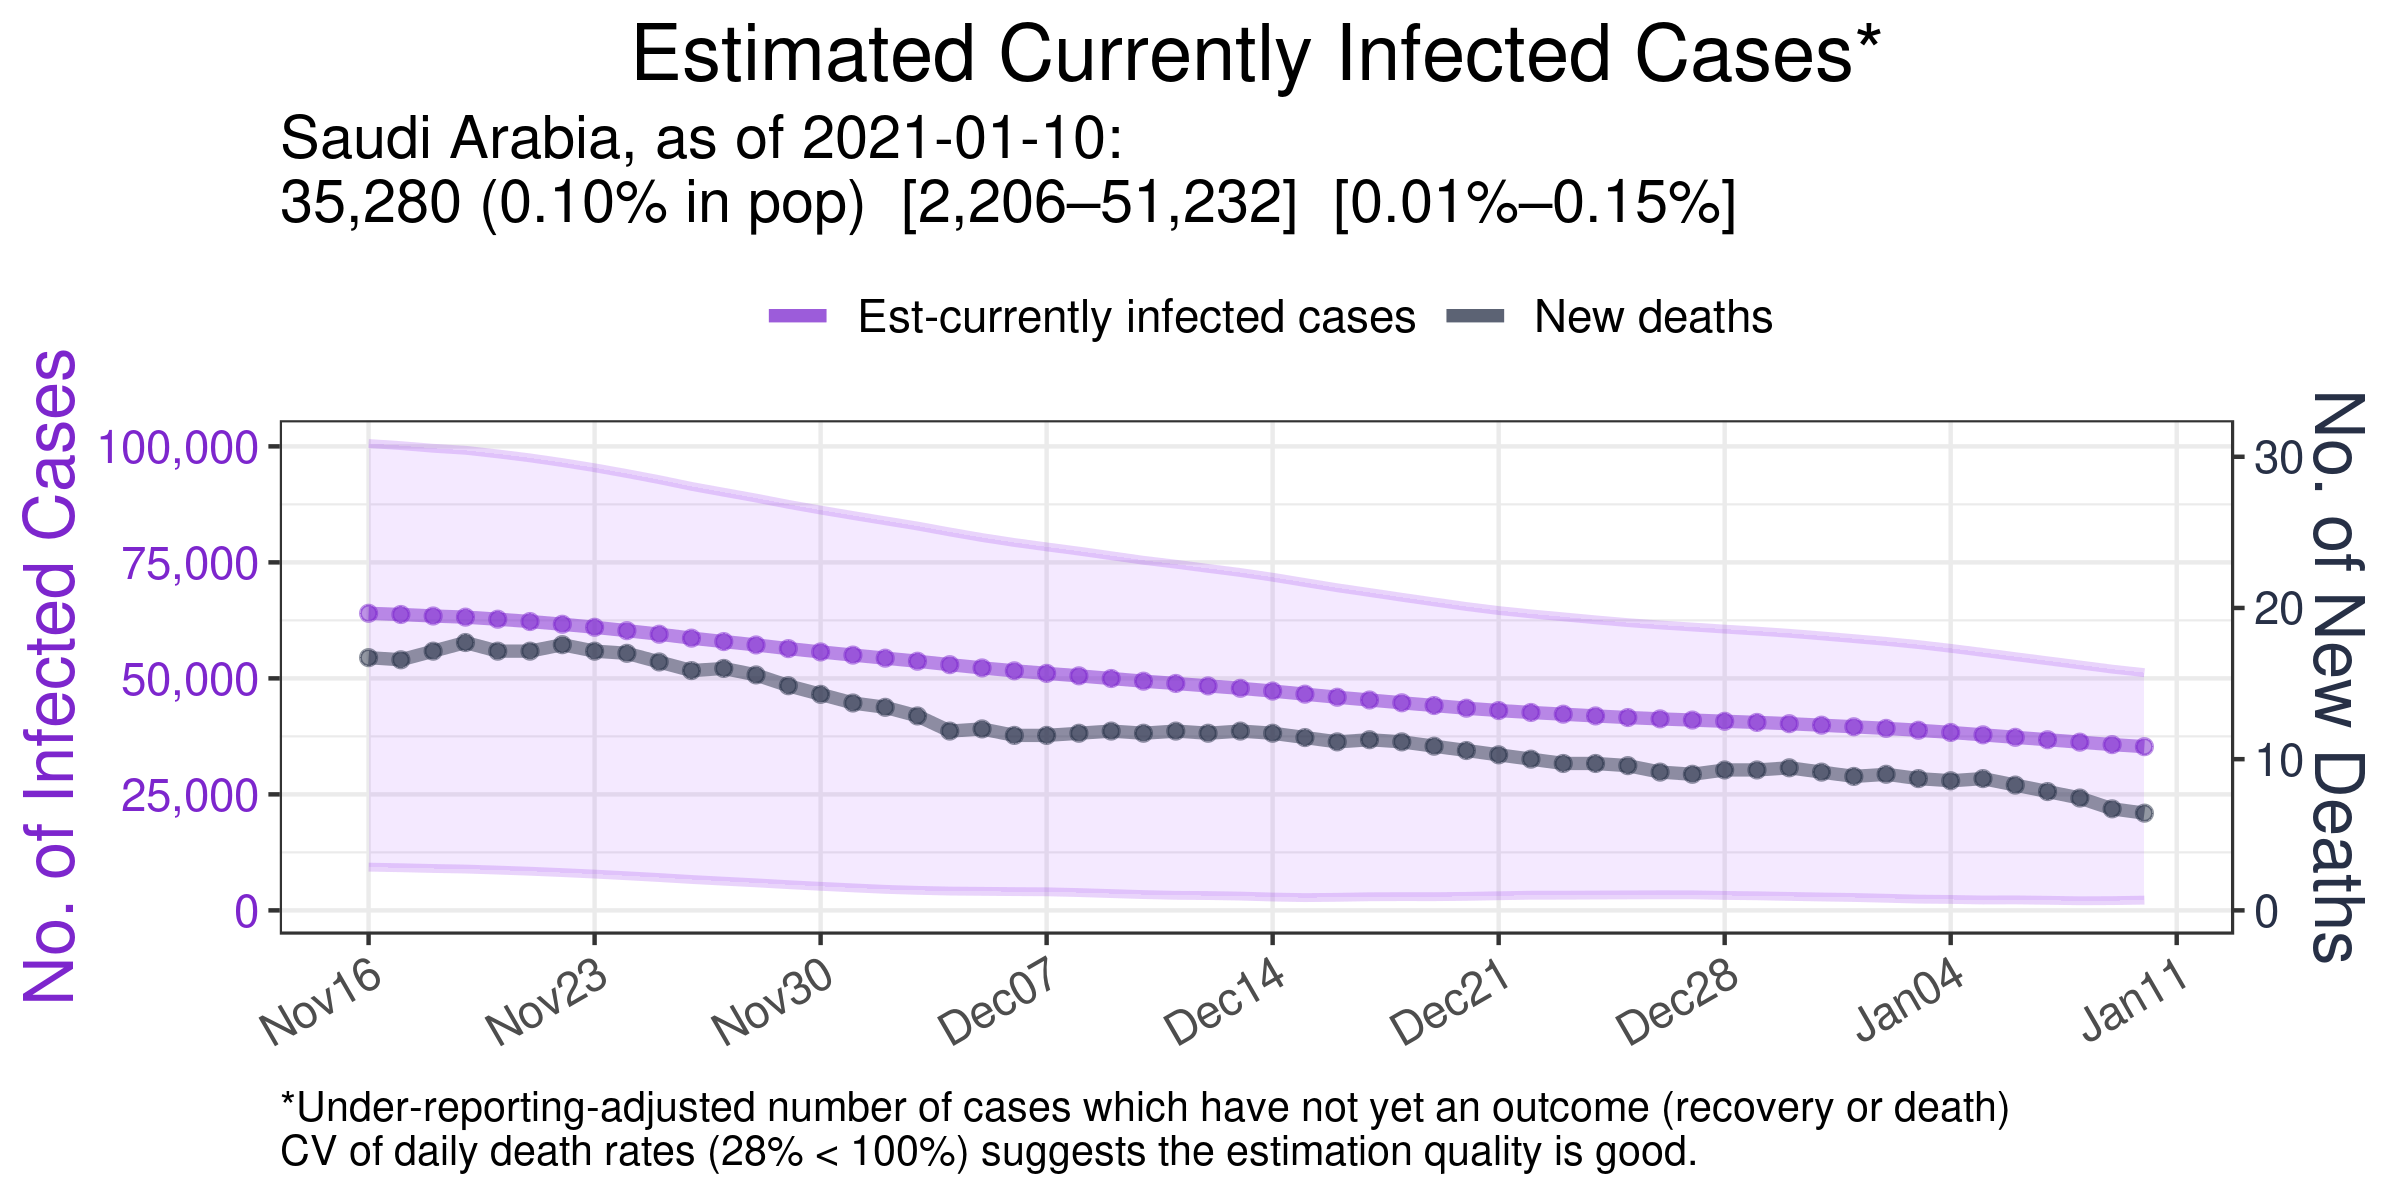 Estimated Currently Infected Cases*
Saudi Arabia, as of 2021-01-10:
35,280 (0.10% in pop)  [2,206–51,232]  [0.01%–0.15%]
Est-currently infected cases
New deaths
No. of Infected Cases
100,000
75,000
50,000
25,000
0
No. of New Deaths
30
20
10
0
Nov16
Nov23
Nov30
Dec07
Dec14
Dec21
Dec28
Jan04
Jan11
*Under-reporting-adjusted number of cases which have not yet an outcome (recovery or death)
CV of daily death rates (28% < 100%) suggests the estimation quality is good.